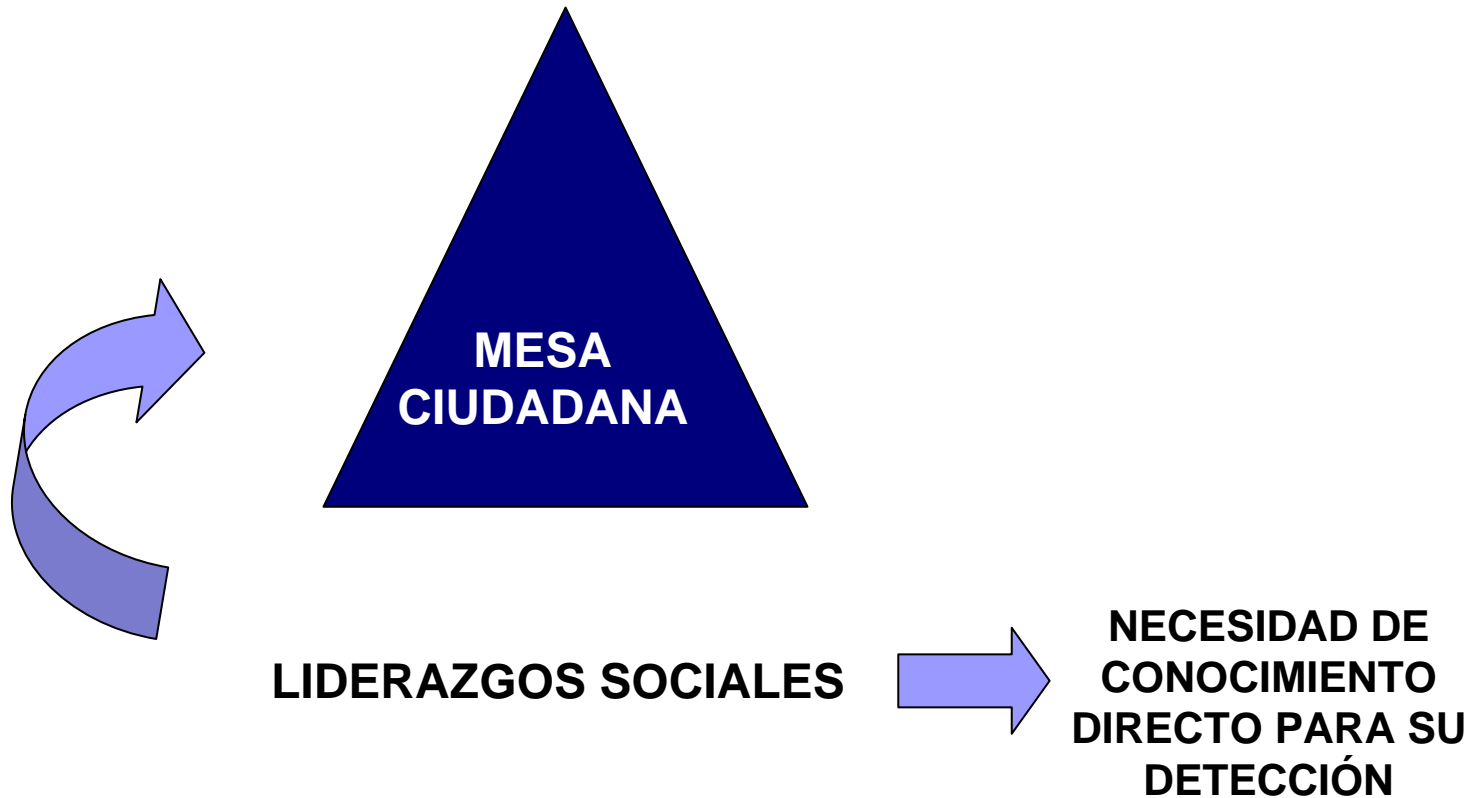 MESA
CIUDADANA
LIDERAZGOS SOCIALES
NECESIDAD DE
CONOCIMIENTO
DIRECTO PARA SU
DETECCIÓN